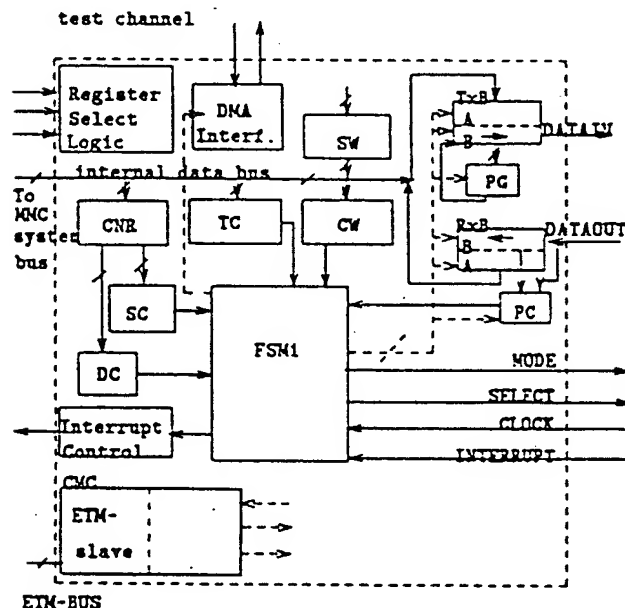 test channel
Register
Select
Logic
DMA
Interf.
SW
TxB
A
B
DATAIN
PG
internal data bus
To
MMC
system
bus
CNR
TC
CW
RxB
B
A
DATAOUT
PC
SC
FSM1
DC
MODE
SELECT
CLOCK
INTERRUPT
Interrupt
Control
CMC
ETM-
slave
ETM-BUS